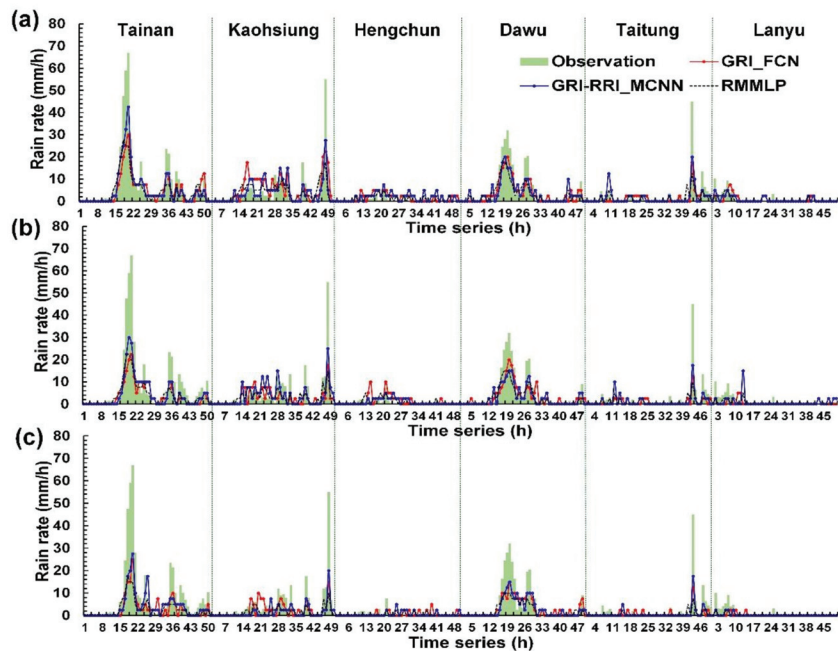 (a)
Tainan Kaohsiung Hengchun Dawu Taitung Lanyu
Observation GRI_FCN
GRI-RRI_MCNN RMMLP
Rain rate (mm/h)
80
70
60
50
40
30
20
10
0
1 8 15 22 29 36 43 50 7 14 21 28 35 42 49 6 13 20 27 34 41 48 5 12 19 26 33 40 47 4 11 18 25 32 39 46 3 10 17 24 31 38 45
Time series (h)
(b)
Rain rate (mm/h)
80
70
60
50
40
30
20
10
0
1 8 15 22 29 36 43 50 7 14 21 28 35 42 49 6 13 20 27 34 41 48 5 12 19 26 33 40 47 4 11 18 25 32 39 46 3 10 17 24 31 38 45
Time series (h)
(c)
Rain rate (mm/h)
80
70
60
50
40
30
20
10
0
1 8 15 22 29 36 43 50 7 14 21 28 35 42 49 6 13 20 27 34 41 48 5 12 19 26 33 40 47 4 11 18 25 32 39 46 3 10 17 24 31 38 45
Time series (h)